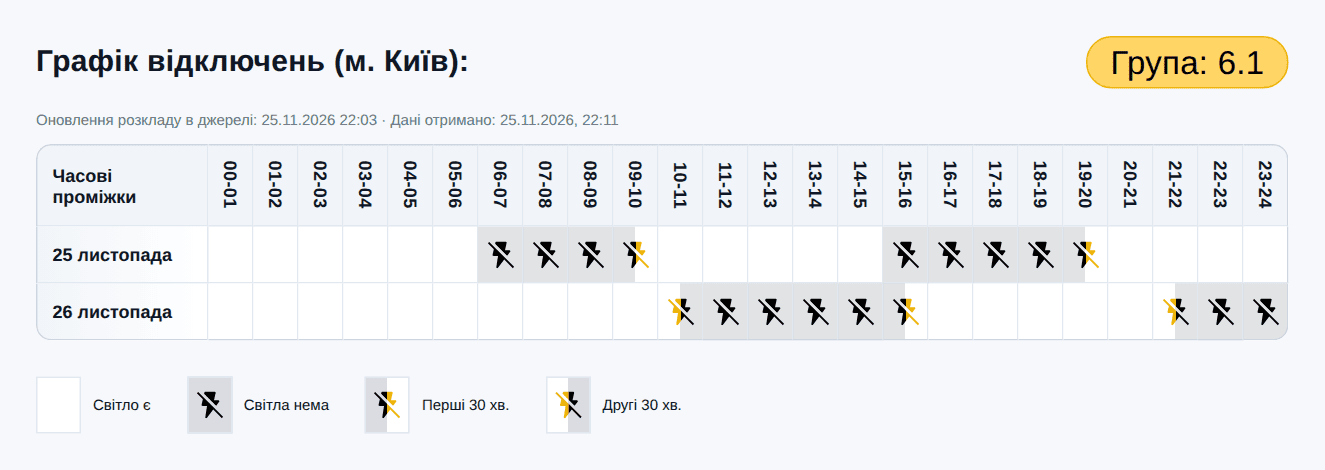 Графік відключень (м. Київ):
Група: 6.1
Оновлення розкладу в джерелі: 25.11.2026 22:03 · Дані отримано: 25.11.2026, 22:11
Часові
проміжки
00-01
01-02
02-03
03-04
04-05
05-06
06-07
07-08
08-09
09-10
10-11
11-12
12-13
13-14
14-15
15-16
16-17
17-18
18-19
19-20
20-21
21-22
22-23
23-24
25 листопада
26 листопада
Світло є
Світла нема
Перші 30 хв.
Другі 30 хв.